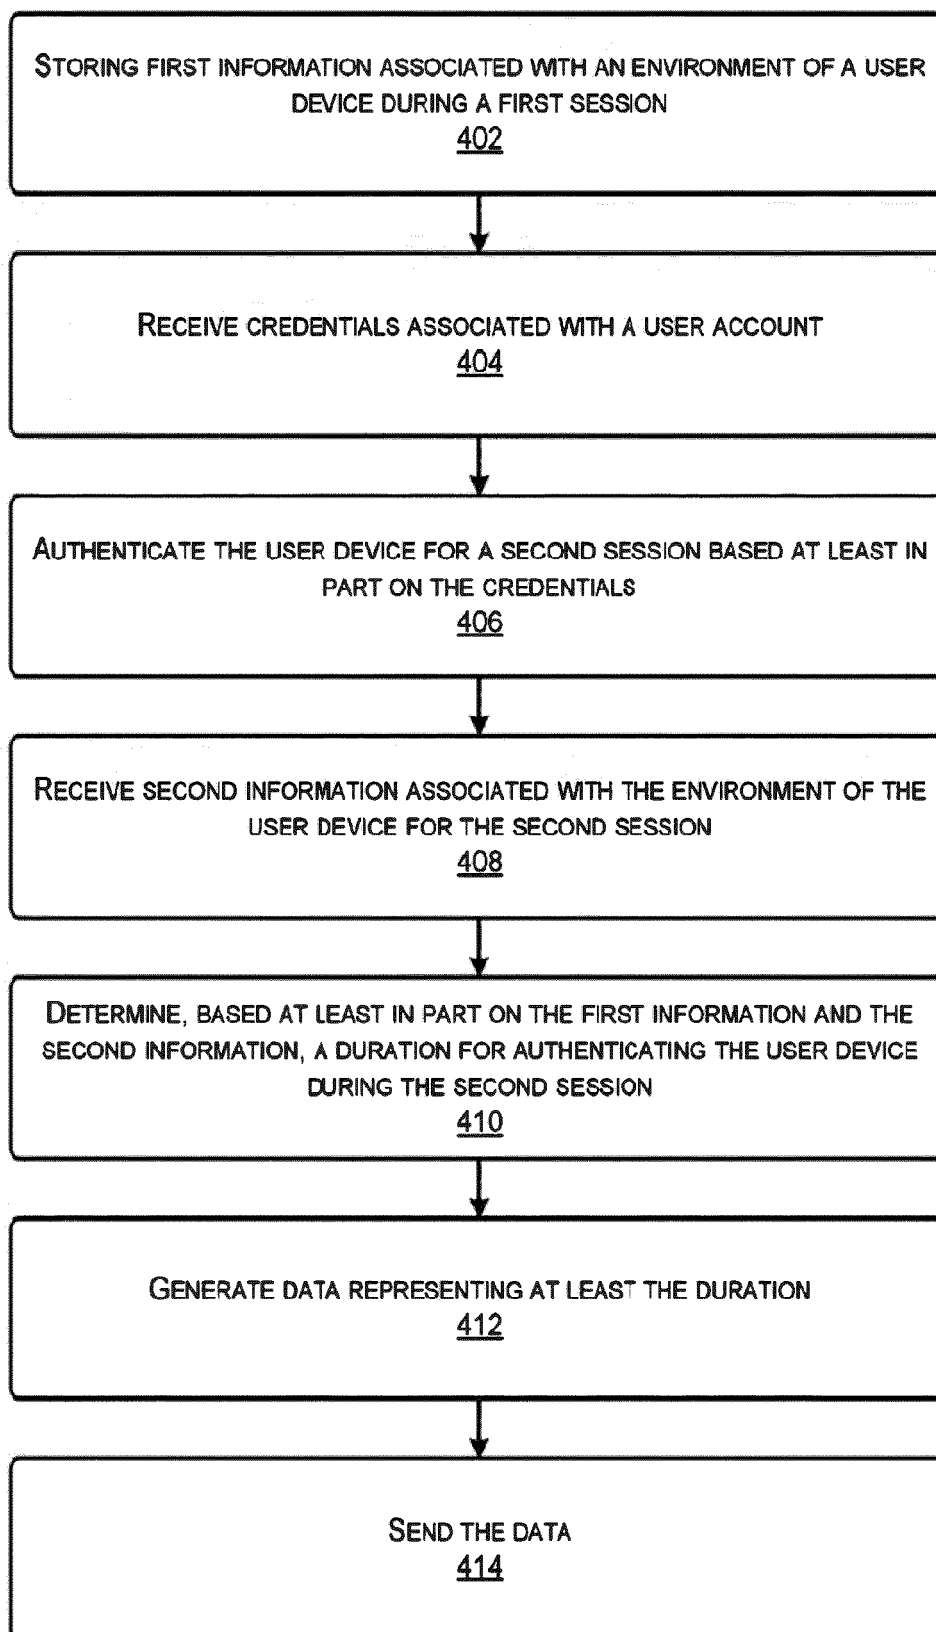 STORING FIRST INFORMATION ASSOCIATED WITH AN ENVIRONMENT OF A USER
DEVICE DURING A FIRST SESSION
402
RECEIVE CREDENTIALS ASSOCIATED WITH A USER ACCOUNT
404
AUTHENTICATE THE USER DEVICE FOR A SECOND SESSION BASED AT LEAST IN
PART ON THE CREDENTIALS
406
RECEIVE SECOND INFORMATION ASSOCIATED WITH THE ENVIRONMENT OF THE
USER DEVICE FOR THE SECOND SESSION
408
DETERMINE, BASED AT LEAST IN PART ON THE FIRST INFORMATION AND THE
SECOND INFORMATION, A DURATION FOR AUTHENTICATING THE USER DEVICE
DURING THE SECOND SESSION
410
GENERATE DATA REPRESENTING AT LEAST THE DURATION
412
SEND THE DATA
414